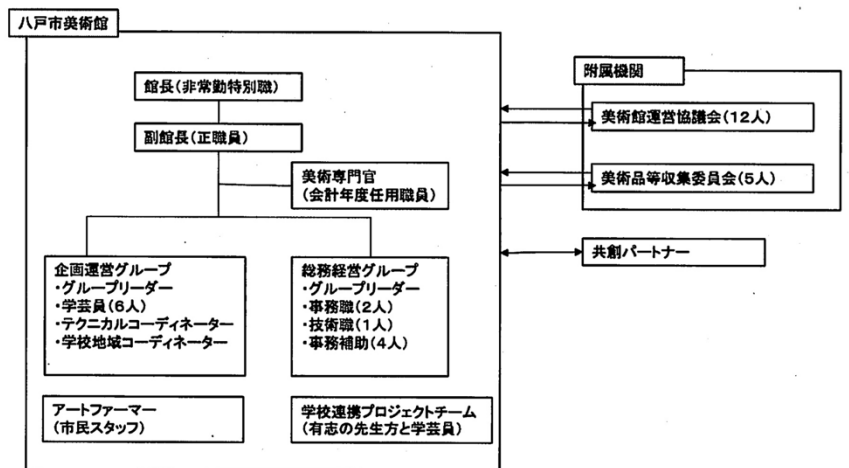 八戸市美術館
館長(非常勤特別職)
副館長(正職員)
美術専門官
(会計年度任用職員)
企画運営グループ
・グループリーダー
・学芸員(6人)
・テクニカルコーディネーター
・学校地域コーディネーター
総務経営グループ
・グループリーダー
・事務職(2人)
・技術職(1人)
・事務補助(4人)
アートファーマー
(市民スタッフ)
学校連携プロジェクトチーム
(有志の先生方と学芸員)
附属機関
美術館運営協議会(12人)
美術品等収集委員会(5人)
共創パートナー